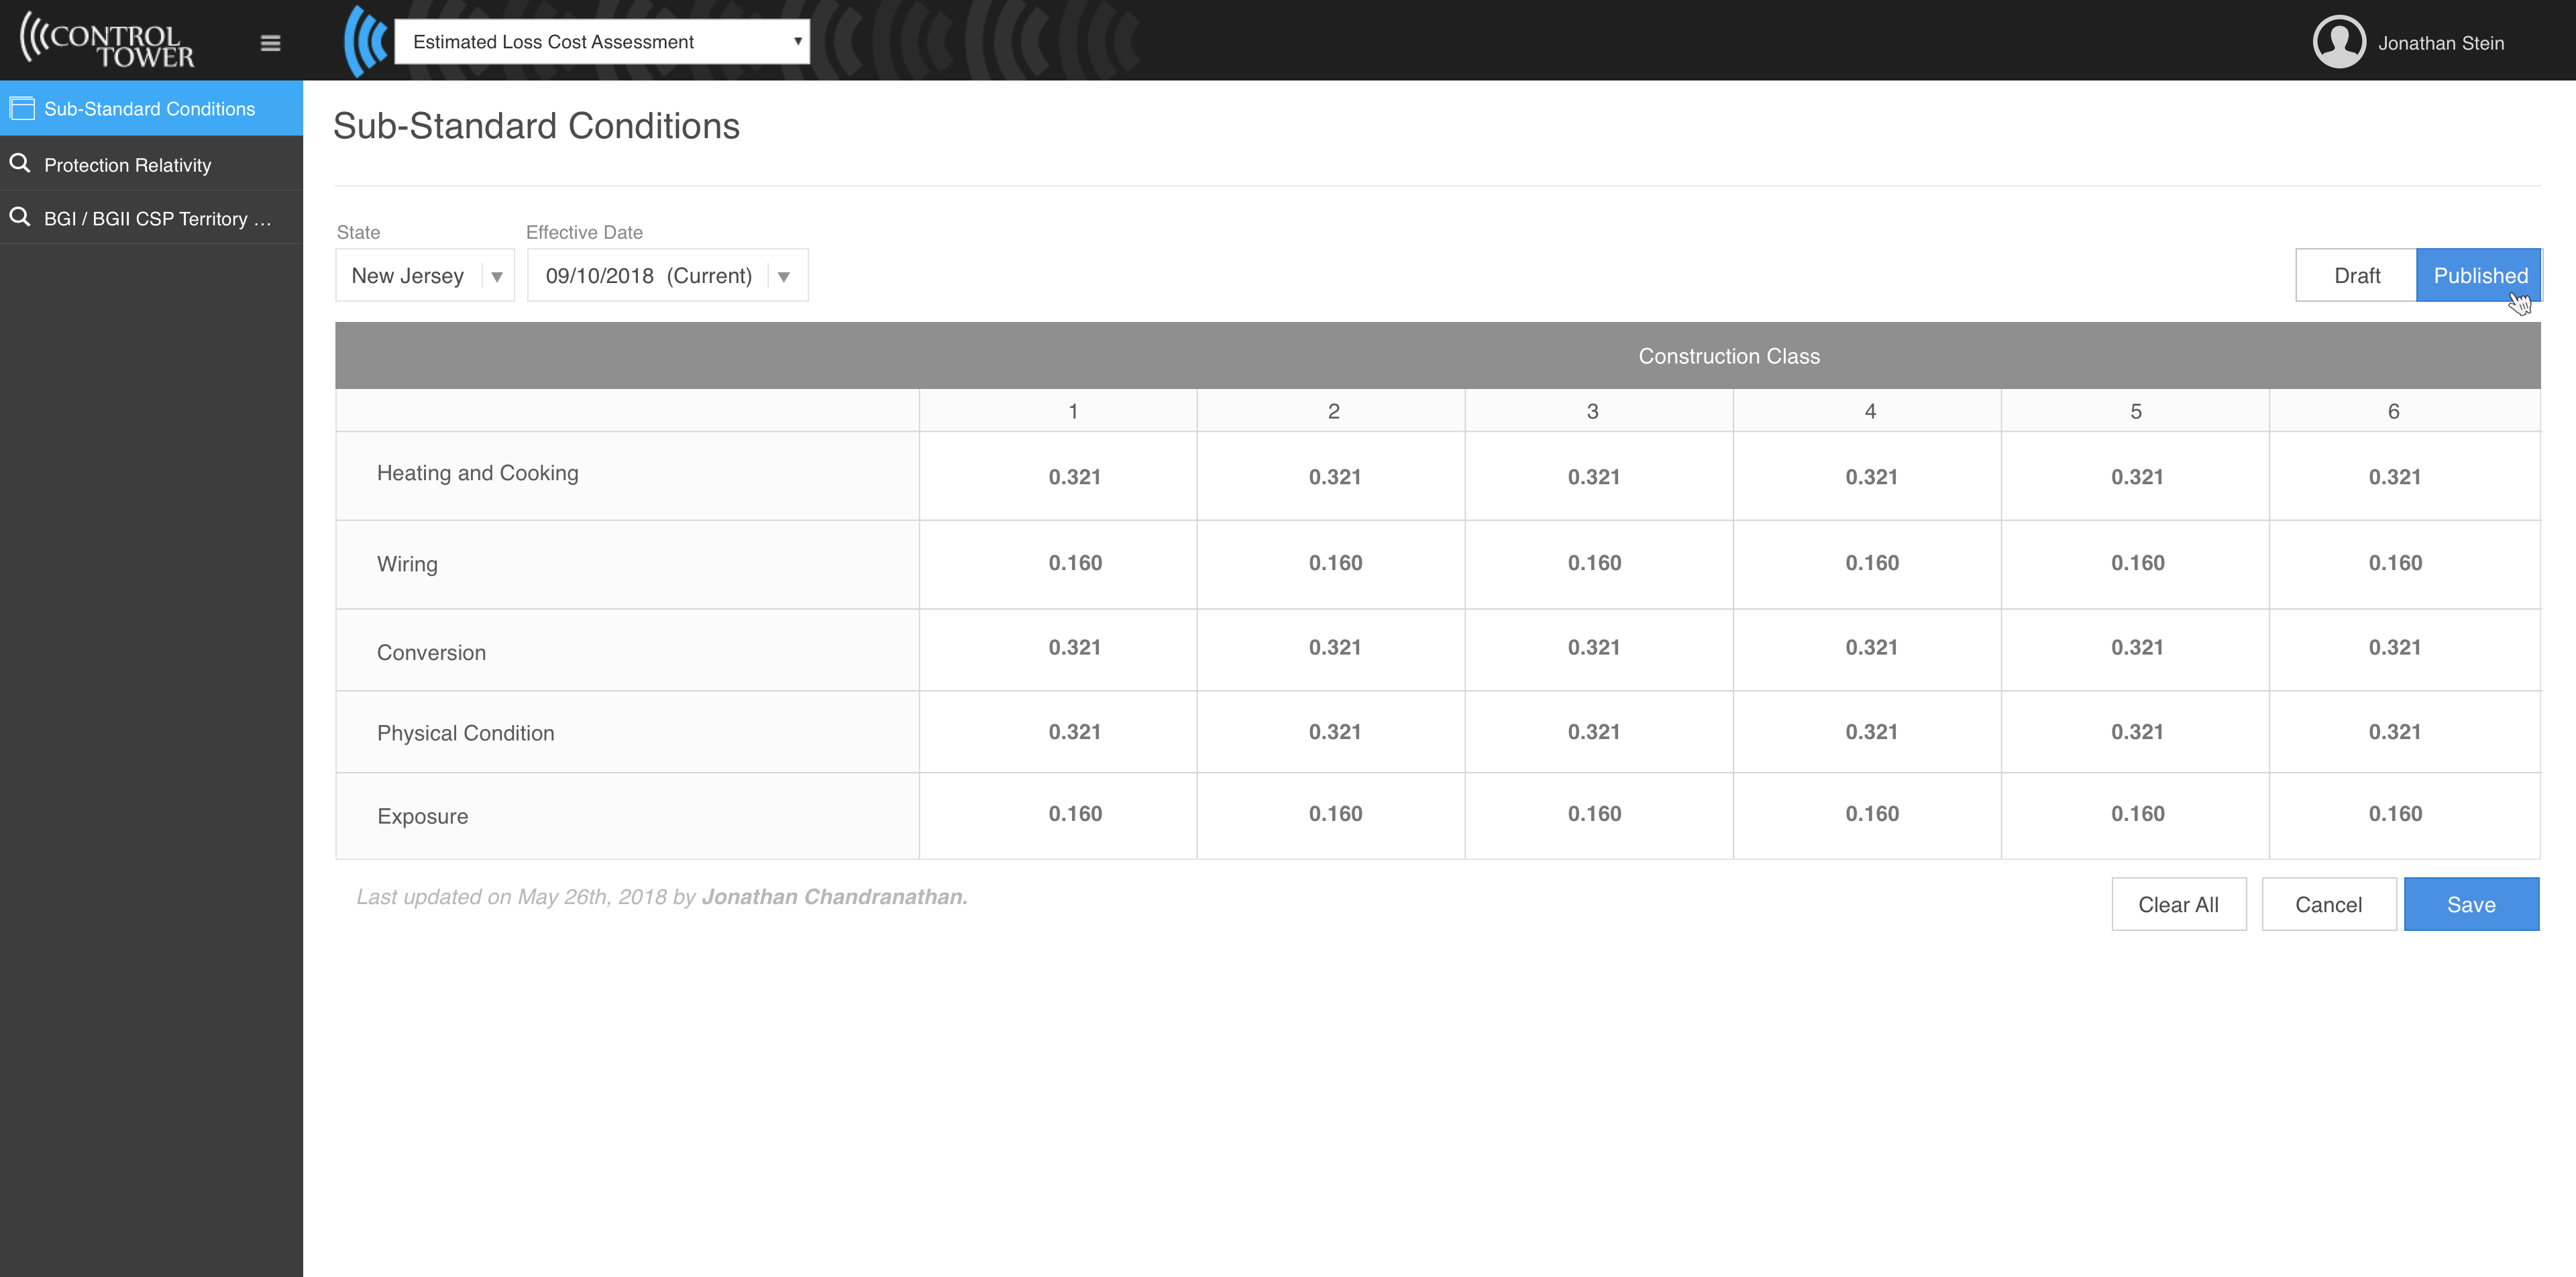 CONTROL
TOWER
Estimated Loss Cost Assessment
Jonathan Stein
Sub-Standard Conditions
Protection Relativity
BGI / BGII CSP Territory ...
Sub-Standard Conditions
State
Effective Date
New Jersey
09/10/2018 (Current)
Draft
Published
Construction Class
1 2 3 4 5 6
Heating and Cooking 0.321 0.321 0.321 0.321 0.321 0.321
Wiring 0.160 0.160 0.160 0.160 0.160 0.160
Conversion 0.321 0.321 0.321 0.321 0.321 0.321
Physical Condition 0.321 0.321 0.321 0.321 0.321 0.321
Exposure 0.160 0.160 0.160 0.160 0.160 0.160
Last updated on May 26th, 2018 by Jonathan Chandranathan.
Clear All
Cancel
Save